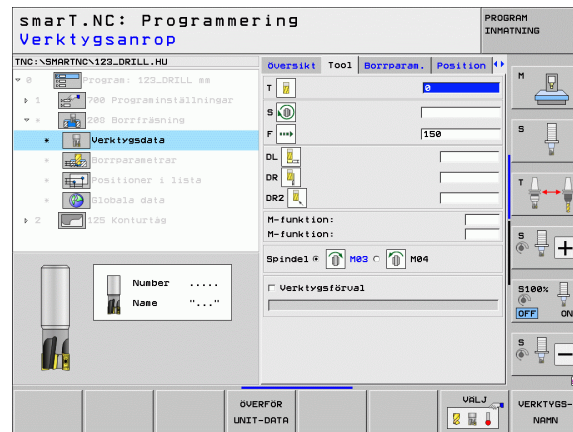 smarT.NC: Programmering
Verktygsanrop
PROGRAM
INMATNING
TNC:\SMARTNC\123_DRILL.HU
0 Program: 123_DRILL mm
1 700 Programinställningar
* 208 Borrfräsning
* Verktygsdata
* Borrparametrar
* Positioner i lista
* Globala data
2 125 Konturtåg
Number .....
Name "..."
Översikt Tool Borrparam. Position
T 0
S
F 150
DL
DR
DR2
M-funktion:
M-funktion:
Spindel M03 M04
Verktygsförval
M
S
T
S
S100%
OFF ON
S
ÖVERFÖR
UNIT-DATA
VÄLJ
VERKTYGS-
NAMN